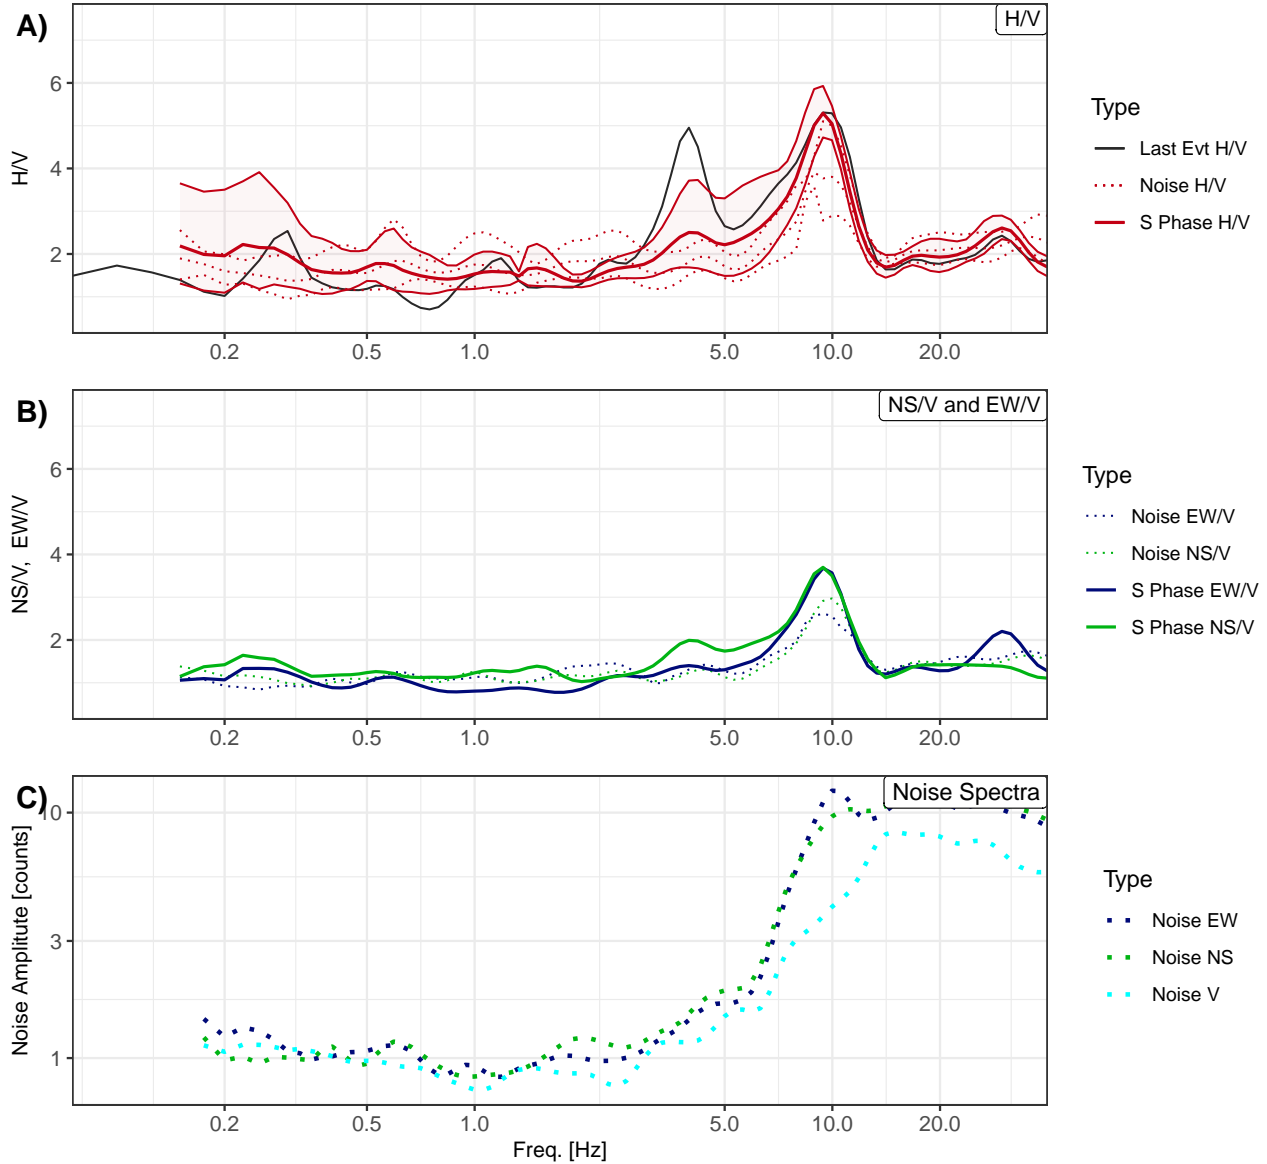 A)
H/V
6
4
2
H/V
0.2
0.5
1.0
5.0
10.0
20.0
Type
Last Evt H/V
Noise H/V
S Phase H/V
B)
NS/V and EW/V
6
4
2
NS/V, EW/V
0.2
0.5
1.0
5.0
10.0
20.0
Type
Noise EW/V
Noise NS/V
S Phase EW/V
S Phase NS/V
C)
Noise Spectra
10
3
1
Noise Amplitute [counts]
0.2
0.5
1.0
5.0
10.0
20.0
Freq. [Hz]
Type
Noise EW
Noise NS
Noise V